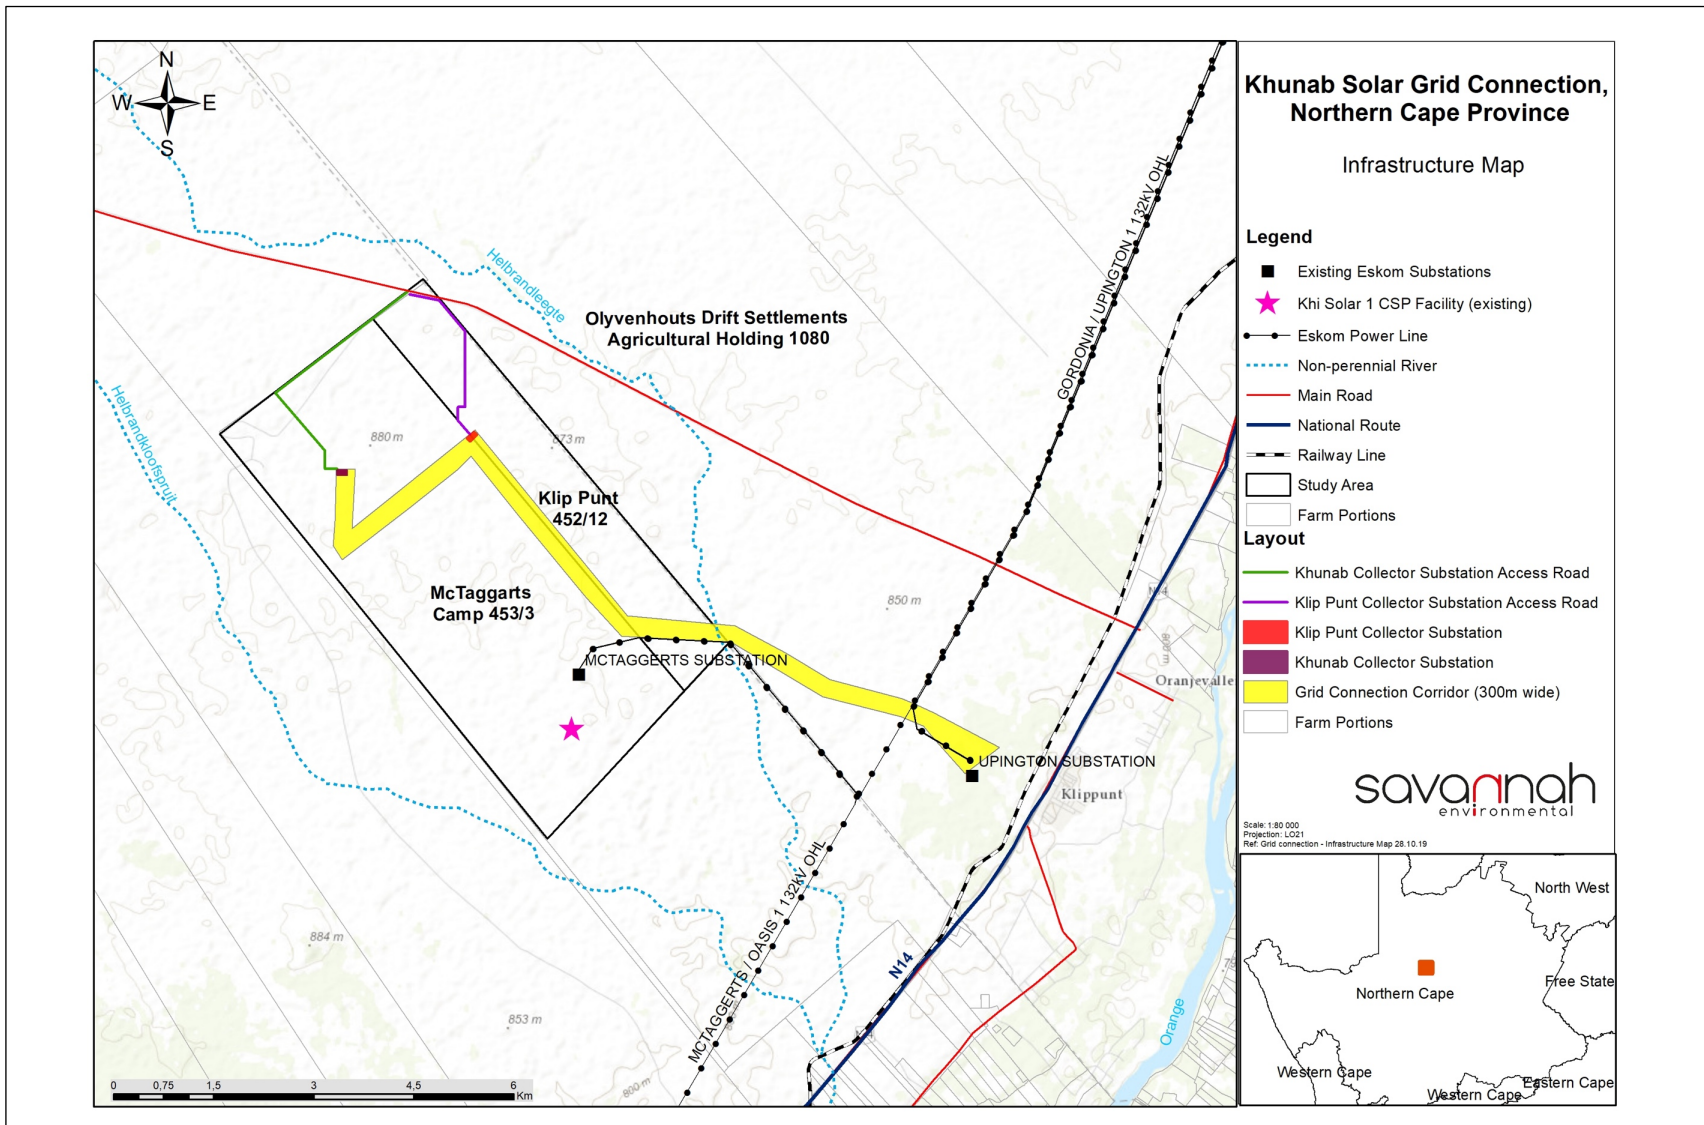 Khunab Solar Grid Connection,
Northern Cape Province
Infrastructure Map
Legend
Existing Eskom Substations
Khi Solar 1 CSP Facility (existing)
Eskom Power Line
Non-perennial River
Main Road
National Route
Railway Line
Study Area
Farm Portions
Layout
Khunab Collector Substation Access Road
Klip Punt Collector Substation Access Road
Klip Punt Collector Substation
Khunab Collector Substation
Grid Connection Corridor (300m wide)
Farm Portions
savannah
environmental
Scale: 1:80 000
Projection: LO21
Ref: Grid connection - Infrastructure Map 28.10.19
North West
Free State
Northern Cape
Western Cape
Eastern Cape
Western Cape
N
W E
S
Helbrandleegte
Olyvenhouts Drift Settlements
Agricultural Holding 1080
GORDONIA / UPINGTON 1 132kV OHL
Helbrandkloofspruit
880 m
873 m
Klip Punt
452/12
McTaggarts
Camp 453/3
850 m
N14
800 m
MCTAGGERTS SUBSTATION
Oranjevalle
UPINGTON SUBSTATION
Klippunt
MCTAGGERTS / OASIS 1 132kV OHL
884 m
N14
853 m
Orange
800 m
0 0,75 1,5 3 4,5 6
Km